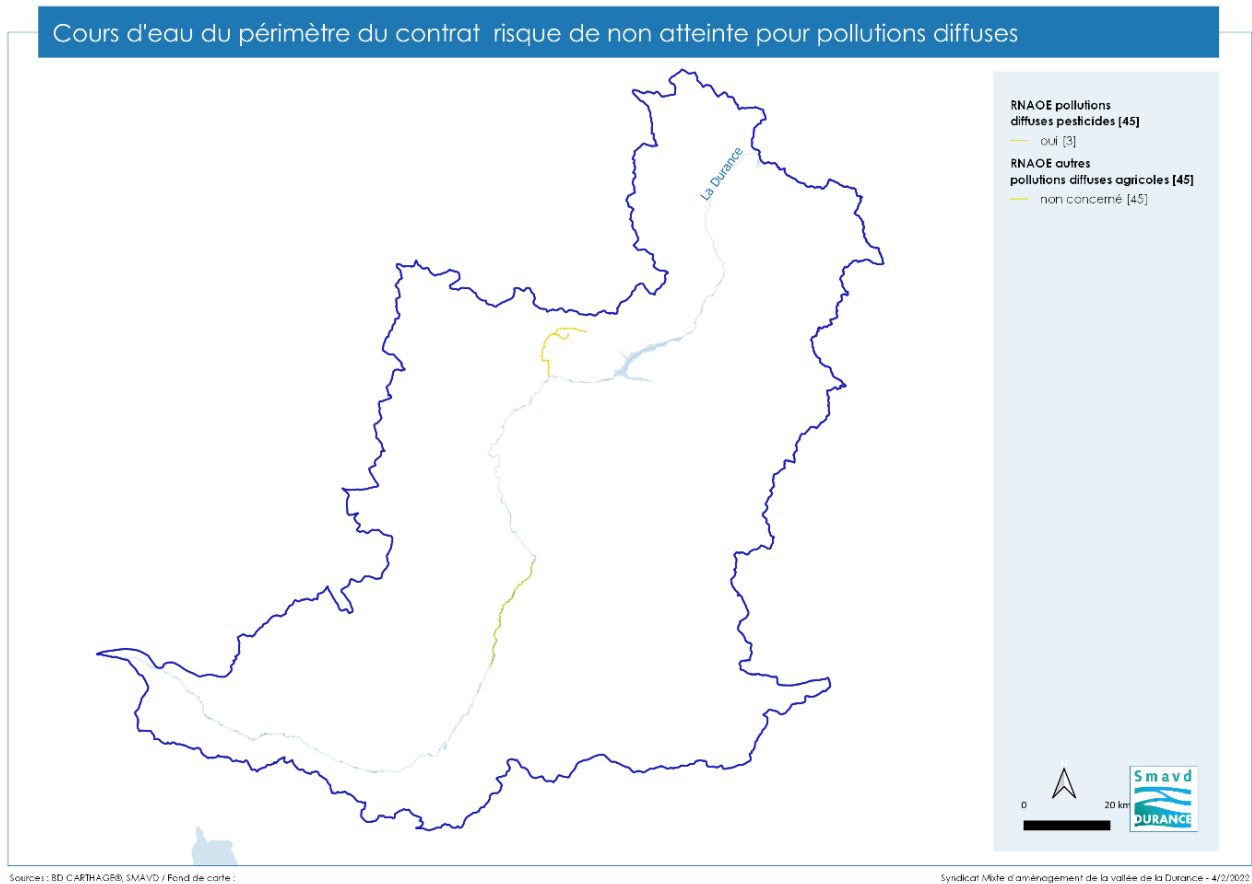 Cours d'eau du périmètre du contrat  risque de non atteinte pour pollutions diffuses
RNAOE pollutions
diffuses pesticides [45]
oui [3]
RNAOE autres
pollutions diffuses agricoles [45]
non concerné [45]
La Durance
0 20 km
Smavd
DURANCE
Sources : BD CARTHAGE®, SMAVD / Fond de carte :
Syndicat Mixte d'aménagement de la vallée de la Durance - 4/2/2022